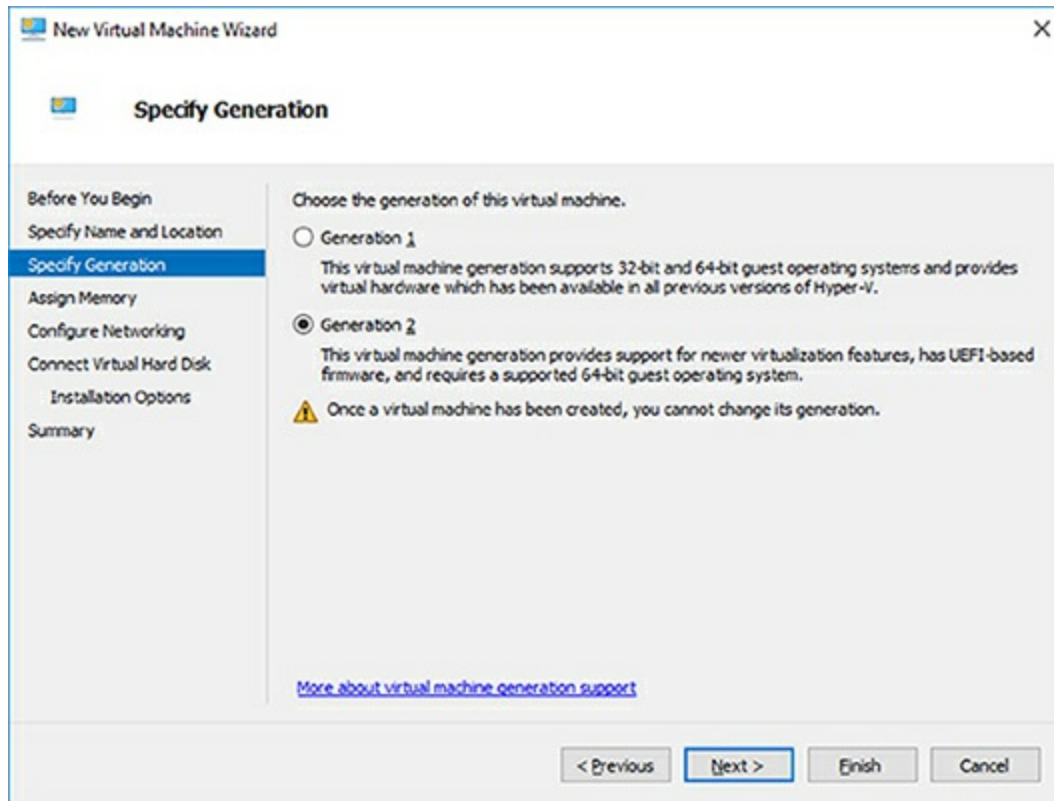 New Virtual Machine Wizard
Specify Generation
Before You Begin
Specify Name and Location
Specify Generation
Assign Memory
Configure Networking
Connect Virtual Hard Disk
Installation Options
Summary
Choose the generation of this virtual machine.
Generation 1
This virtual machine generation supports 32-bit and 64-bit guest operating systems and provides
virtual hardware which has been available in all previous versions of Hyper-V.
Generation 2
This virtual machine generation provides support for newer virtualization features, has UEFI-based
firmware, and requires a supported 64-bit guest operating system.
Once a virtual machine has been created, you cannot change its generation.
More about virtual machine generation support
< Previous
Next >
Finish
Cancel